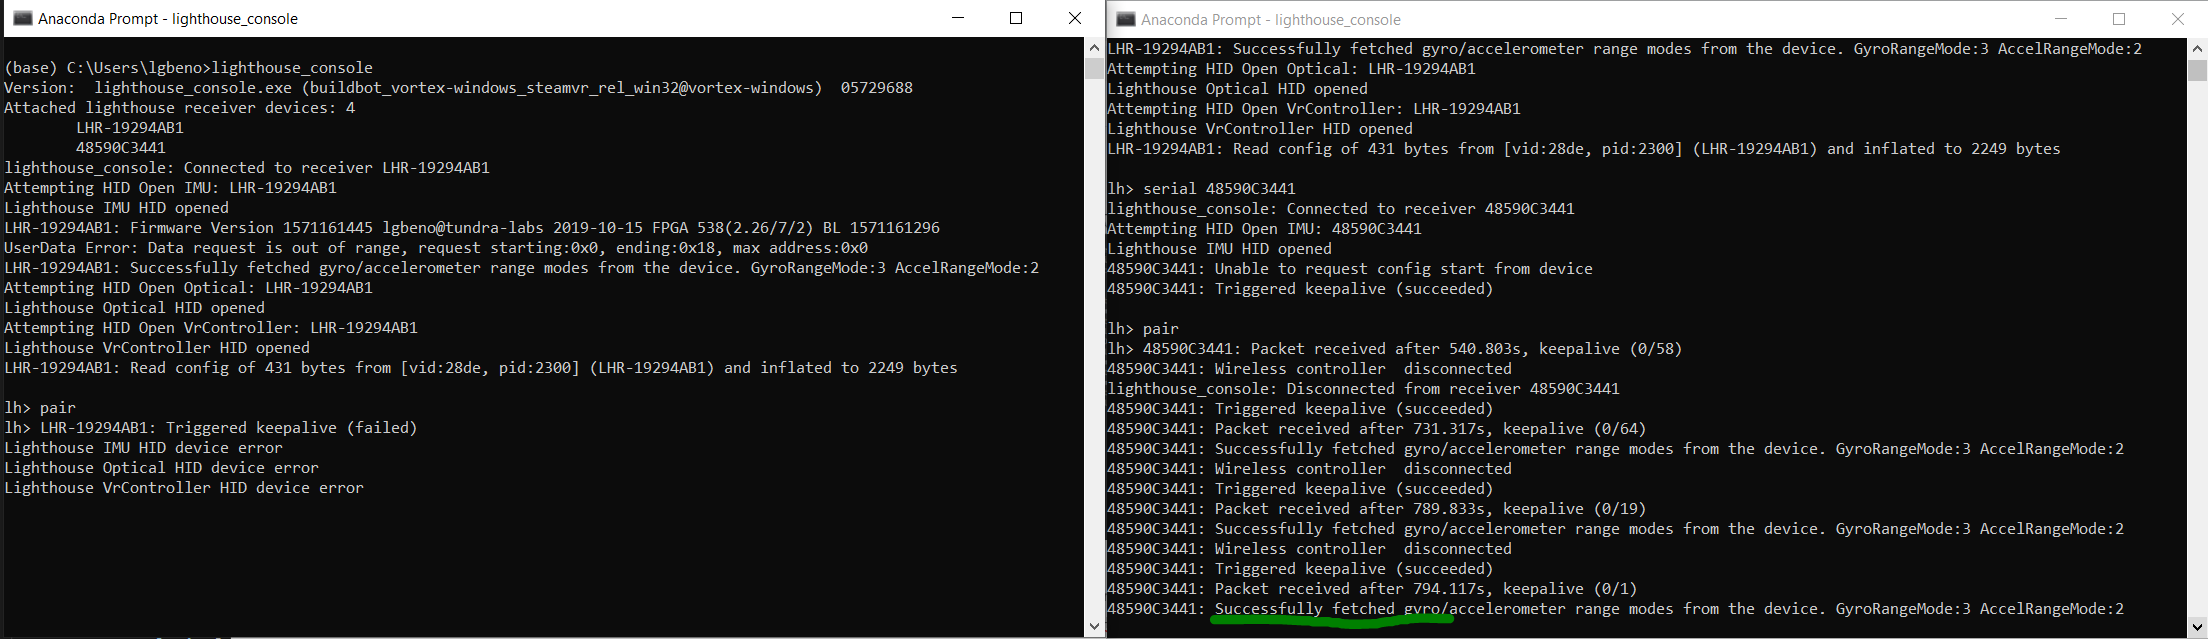 Anaconda Prompt - lighthouse_console
(base) C:\Users\lgbeno>lighthouse_console
Version:  lighthouse_console.exe (buildbot_vortex-windows_steamvr_rel_win32@vortex-windows)  05729688
Attached lighthouse receiver devices: 4
        LHR-19294AB1
        48590C3441
lighthouse_console: Connected to receiver LHR-19294AB1
Attempting HID Open IMU: LHR-19294AB1
Lighthouse IMU HID opened
LHR-19294AB1: Firmware Version 1571161445 lgbeno@tundra-labs 2019-10-15 FPGA 538(2.26/7/2) BL 1571161296
UserData Error: Data request is out of range, request starting:0x0, ending:0x18, max address:0x0
LHR-19294AB1: Successfully fetched gyro/accelerometer range modes from the device. GyroRangeMode:3 AccelRangeMode:2
Attempting HID Open Optical: LHR-19294AB1
Lighthouse Optical HID opened
Attempting HID Open VrController: LHR-19294AB1
Lighthouse VrController HID opened
LHR-19294AB1: Read config of 431 bytes from [vid:28de, pid:2300] (LHR-19294AB1) and inflated to 2249 bytes
lh> pair
lh> LHR-19294AB1: Triggered keepalive (failed)
Lighthouse IMU HID device error
Lighthouse Optical HID device error
Lighthouse VrController HID device error
Anaconda Prompt - lighthouse_console
LHR-19294AB1: Successfully fetched gyro/accelerometer range modes from the device. GyroRangeMode:3 AccelRangeMode:2
Attempting HID Open Optical: LHR-19294AB1
Lighthouse Optical HID opened
Attempting HID Open VrController: LHR-19294AB1
Lighthouse VrController HID opened
LHR-19294AB1: Read config of 431 bytes from [vid:28de, pid:2300] (LHR-19294AB1) and inflated to 2249 bytes
lh> serial 48590C3441
lighthouse_console: Connected to receiver 48590C3441
Attempting HID Open IMU: 48590C3441
Lighthouse IMU HID opened
48590C3441: Unable to request config start from device
48590C3441: Triggered keepalive (succeeded)
lh> pair
lh> 48590C3441: Packet received after 540.803s, keepalive (0/58)
48590C3441: Wireless controller  disconnected
lighthouse_console: Disconnected from receiver 48590C3441
48590C3441: Triggered keepalive (succeeded)
48590C3441: Packet received after 731.317s, keepalive (0/64)
48590C3441: Successfully fetched gyro/accelerometer range modes from the device. GyroRangeMode:3 AccelRangeMode:2
48590C3441: Wireless controller  disconnected
48590C3441: Triggered keepalive (succeeded)
48590C3441: Packet received after 789.833s, keepalive (0/19)
48590C3441: Successfully fetched gyro/accelerometer range modes from the device. GyroRangeMode:3 AccelRangeMode:2
48590C3441: Wireless controller  disconnected
48590C3441: Triggered keepalive (succeeded)
48590C3441: Packet received after 794.117s, keepalive (0/1)
48590C3441: Successfully fetched gyro/accelerometer range modes from the device. GyroRangeMode:3 AccelRangeMode:2